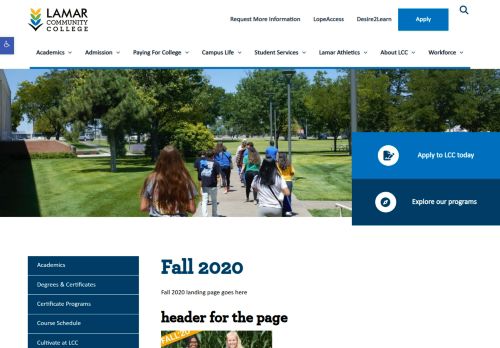 LAMAR
COMMUNITY
COLLEGE
Request More Information LopeAccess Desire2Learn Apply
Academics Admission Paying For College Campus Life Student Services Lamar Athletics About LCC Workforce
Apply to LCC today
Explore our programs
Academics
Degrees & Certificates
Certificate Programs
Course Schedule
Cultivate at LCC
Fall 2020
Fall 2020 landing page goes here
header for the page
FALL